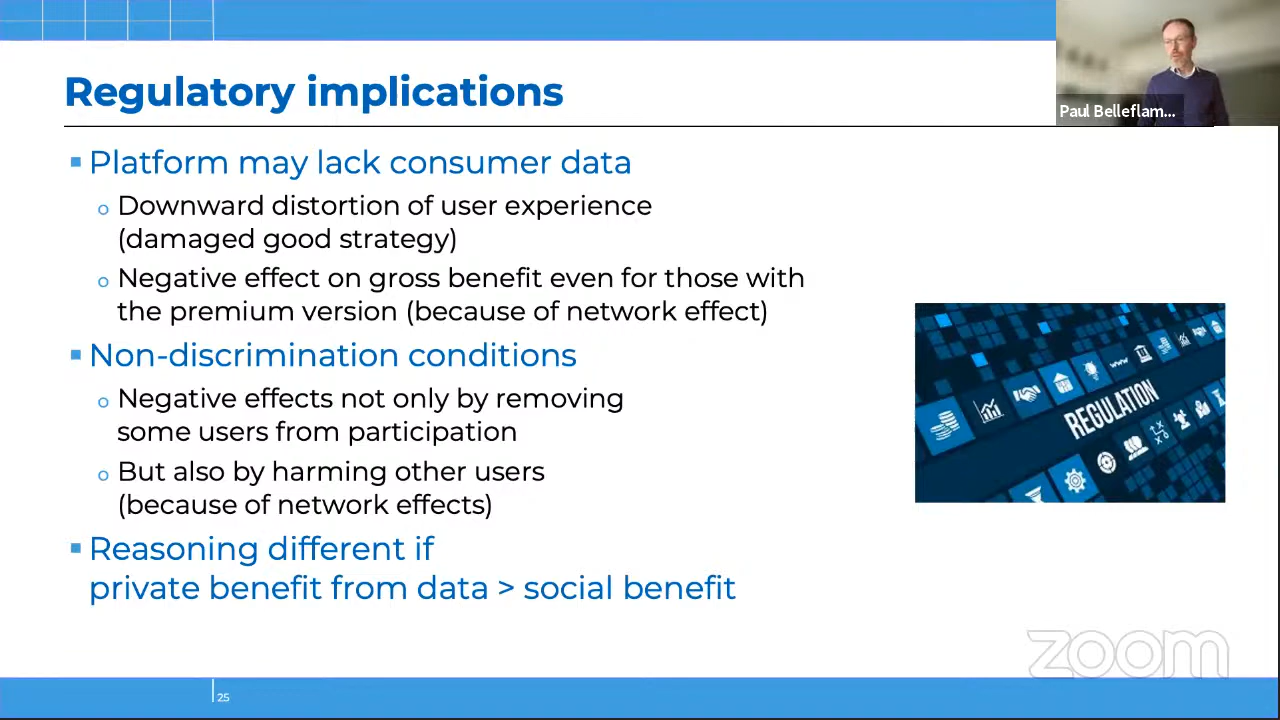 Regulatory implications
Paul Belleflam...
Platform may lack consumer data
Downward distortion of user experience
(damaged good strategy)
Negative effect on gross benefit even for those with
the premium version (because of network effect)
Non-discrimination conditions
Negative effects not only by removing
some users from participation
But also by harming other users
(because of network effects)
Reasoning different if
private benefit from data > social benefit
www
REGULATION
zoom
25